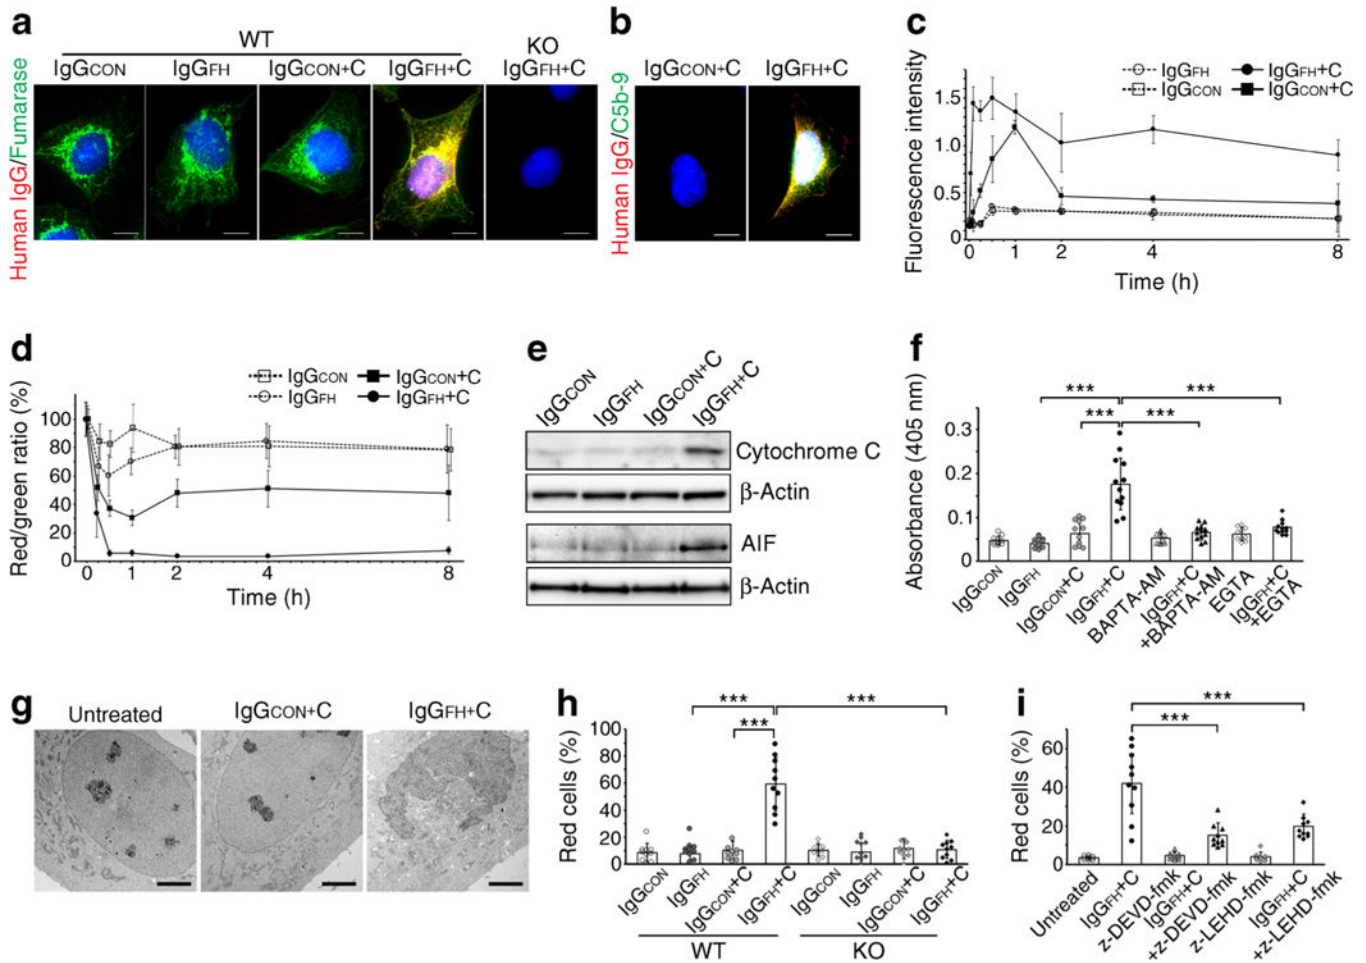 a
WT
KO
IgGCON
IgGFH
IgGCON+C
IgGFH+C
IgGFH+C
Human IgG/Fumarase
b
IgGCON+C
IgGFH+C
Human IgG/C5b-9
c
Fluorescence intensity
1.5
1.0
0.5
0
IgGFH
IgGCON
IgGFH+C
IgGCON+C
0 1 2 4 8
Time (h)
d
Red/green ratio (%)
100
80
60
40
20
0
IgGCON
IgGFH
IgGCON+C
IgGFH+C
0 1 2 4 8
Time (h)
e
IgGCON
IgGFH
IgGCON+C
IgGFH+C
Cytochrome C
β-Actin
AIF
β-Actin
f
Absorbance (405 nm)
0.3
0.2
0.1
0
***
***
***
***
IgGCON
IgGFH
IgGCON+C
IgGFH+C
BAPTA-AM
IgGFH+C
+BAPTA-AM
EGTA
IgGFH+C
+EGTA
g
Untreated
IgGCON+C
IgGFH+C
h
Red cells (%)
100
80
60
40
20
0
***
***
***
IgGCON
IgGFH
IgGCON+C
IgGFH+C
IgGCON
IgGFH
IgGCON+C
IgGFH+C
WT
KO
i
Red cells (%)
60
40
20
0
***
***
Untreated
IgGFH+C
z-DEVD-fmk
IgGFH+C
+z-DEVD-fmk
z-LEHD-fmk
IgGFH+C
+z-LEHD-fmk